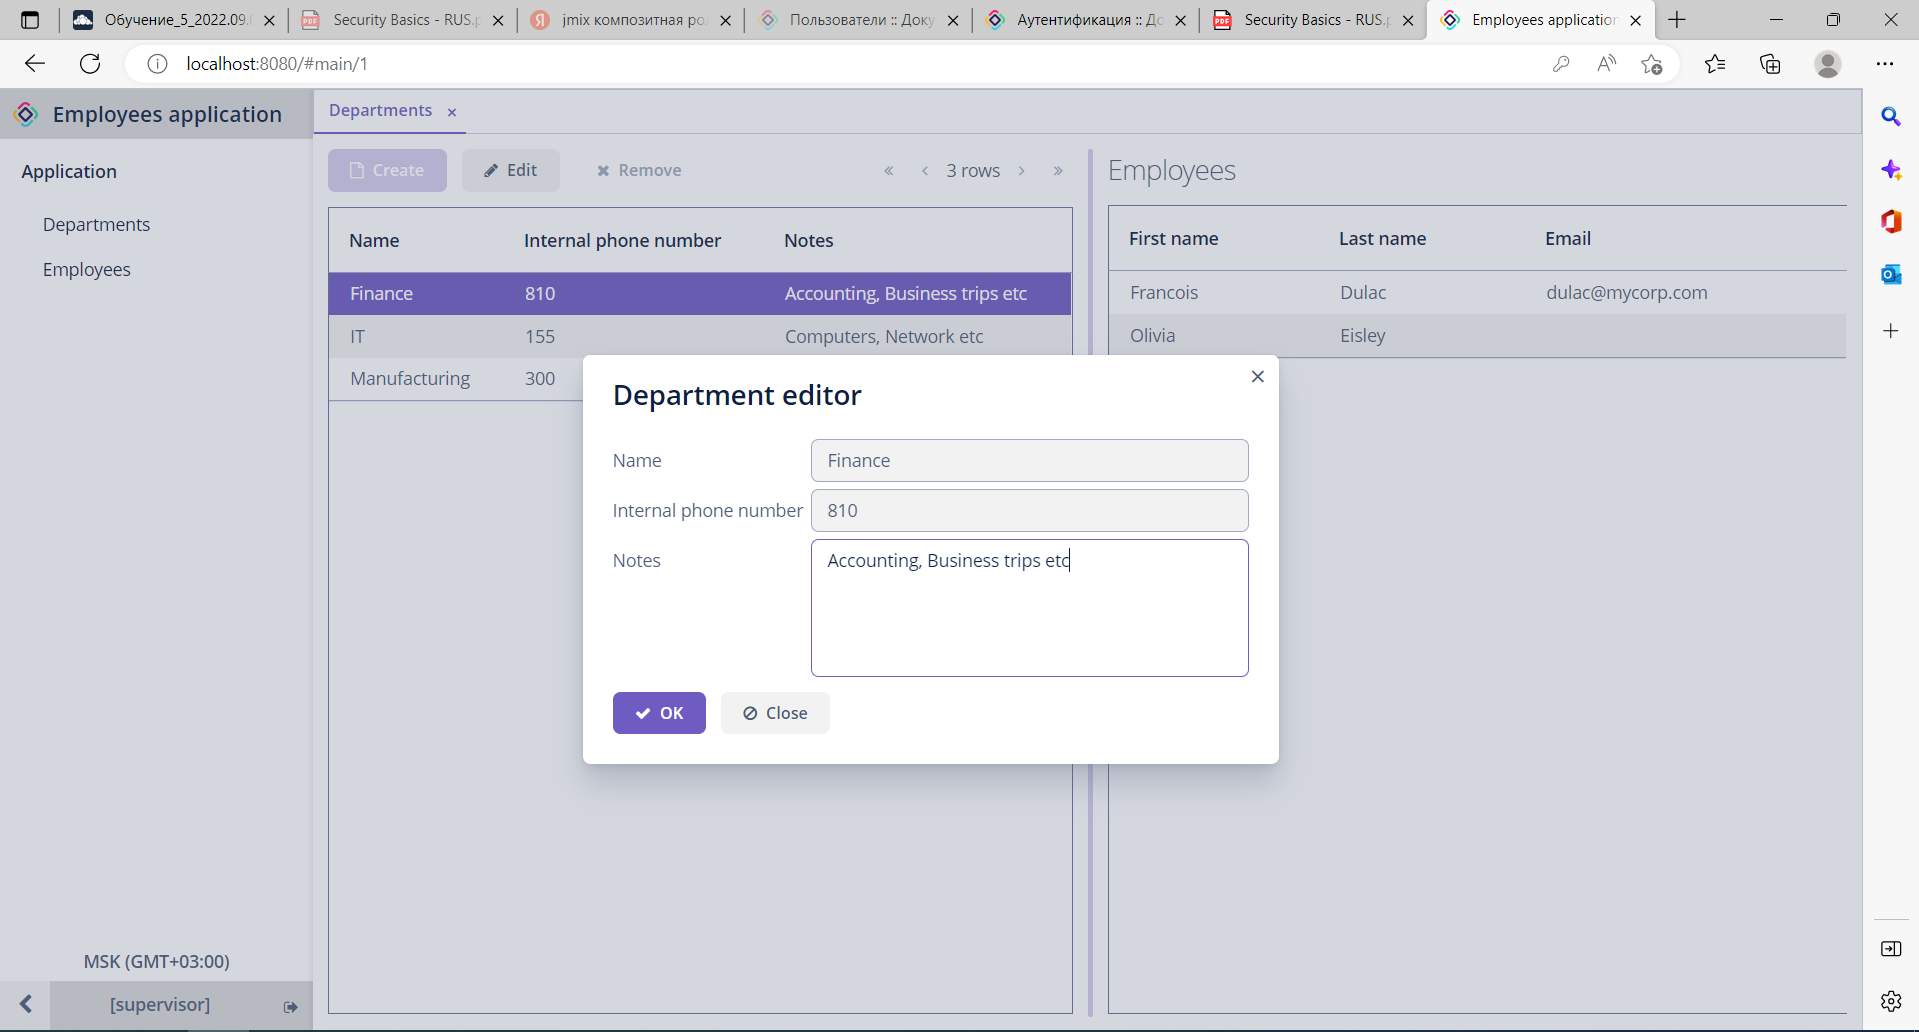 Обучение_5_2022.09.
Security Basics - RUS.p
jmix композитная ро
Пользователи :: Доку
Аутентификация :: До
Security Basics - RUS.p
Employees application
localhost:8080/#main/1
Employees application
Departments
Application
Departments
Employees
Create
Edit
Remove
3 rows
Name Internal phone number Notes
Finance 810 Accounting, Business trips etc
IT 155 Computers, Network etc
Manufacturing 300
Employees
First name Last name Email
Francois Dulac dulac@mycorp.com
Olivia Eisley
Department editor
Name Finance
Internal phone number 810
Notes Accounting, Business trips etc
OK
Close
MSK (GMT+03:00)
[supervisor]